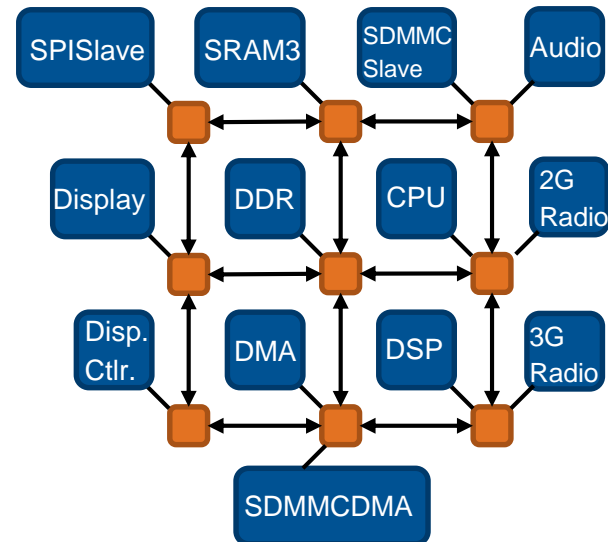 SPISlave
SRAM3
SDMMC
Slave
Audio
Display
DDR
CPU
2G
Radio
Disp.
Ctlr.
DMA
DSP
3G
Radio
SDMMCDMA